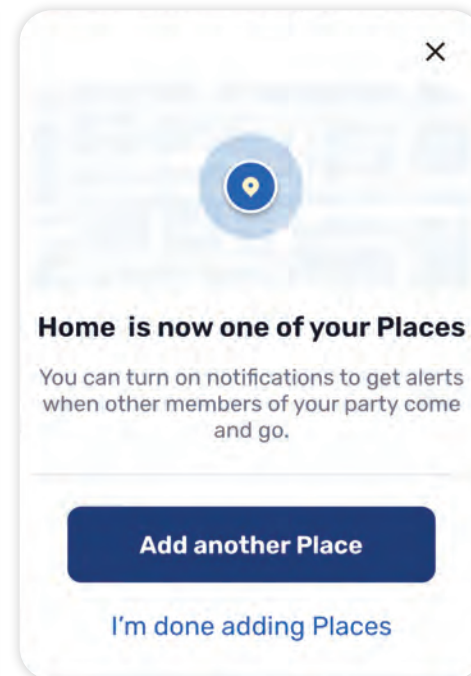 Home  is now one of your Places
You can turn on notifications to get alerts
when other members of your party come
and go.
Add another Place
I'm done adding Places